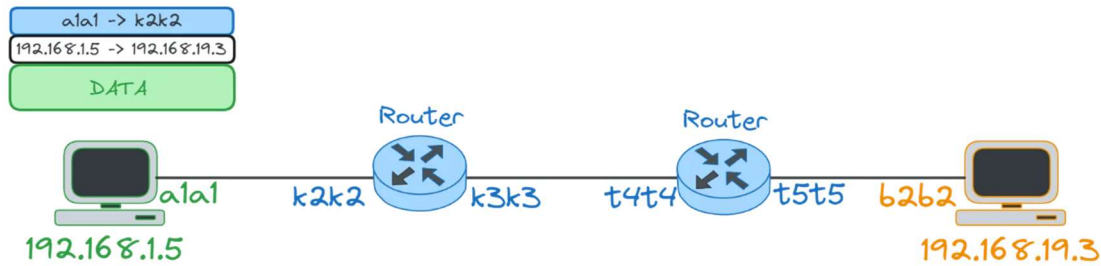 a1a1 -> k2k2
192.168.1.5 -> 192.168.19.3
DATA
Router
Router
a1a1
k2k2
k3k3
t4t4
t5t5
b2b2
192.168.1.5
192.168.19.3